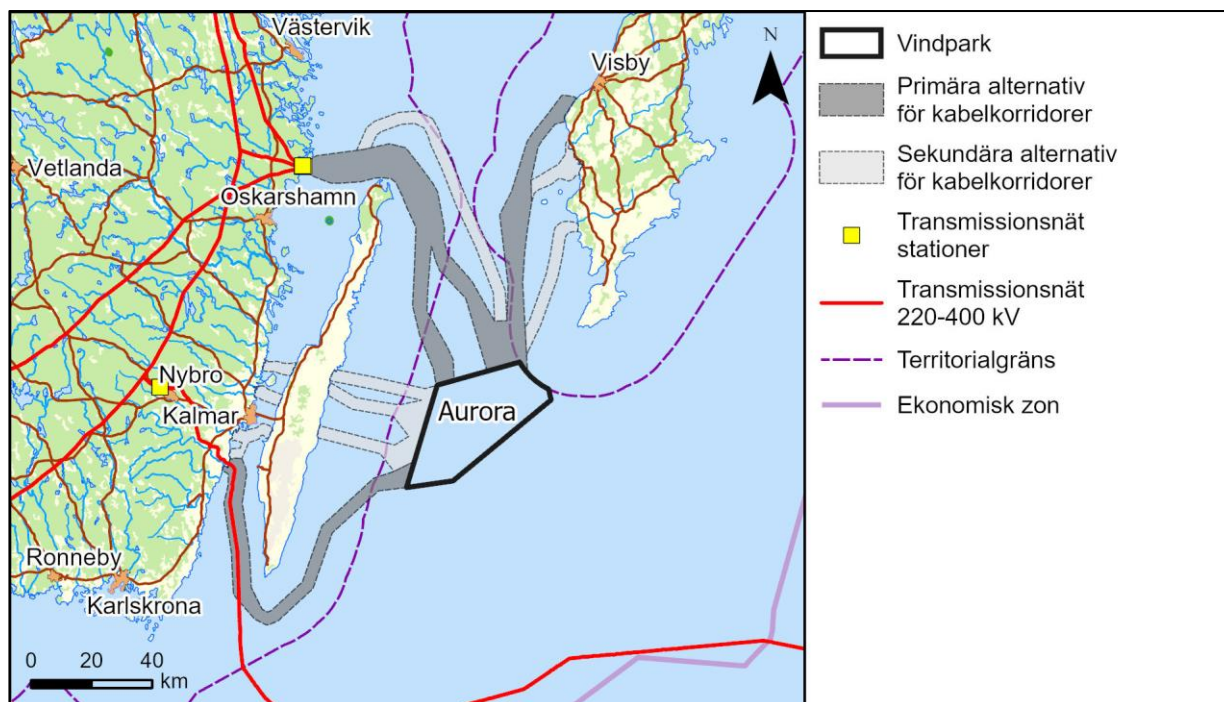 Västervik
Visby
N
Vetlanda
Oskarshamn
Nybro
Kalmar
Aurora
Ronneby
Karlskrona
0 20 40
km
Vindpark
Primära alternativ
för kabelkorridorer
Sekundära alternativ
för kabelkorridorer
Transmissionsnät
stationer
Transmissionsnät
220-400 kV
Territorialgräns
Ekonomisk zon